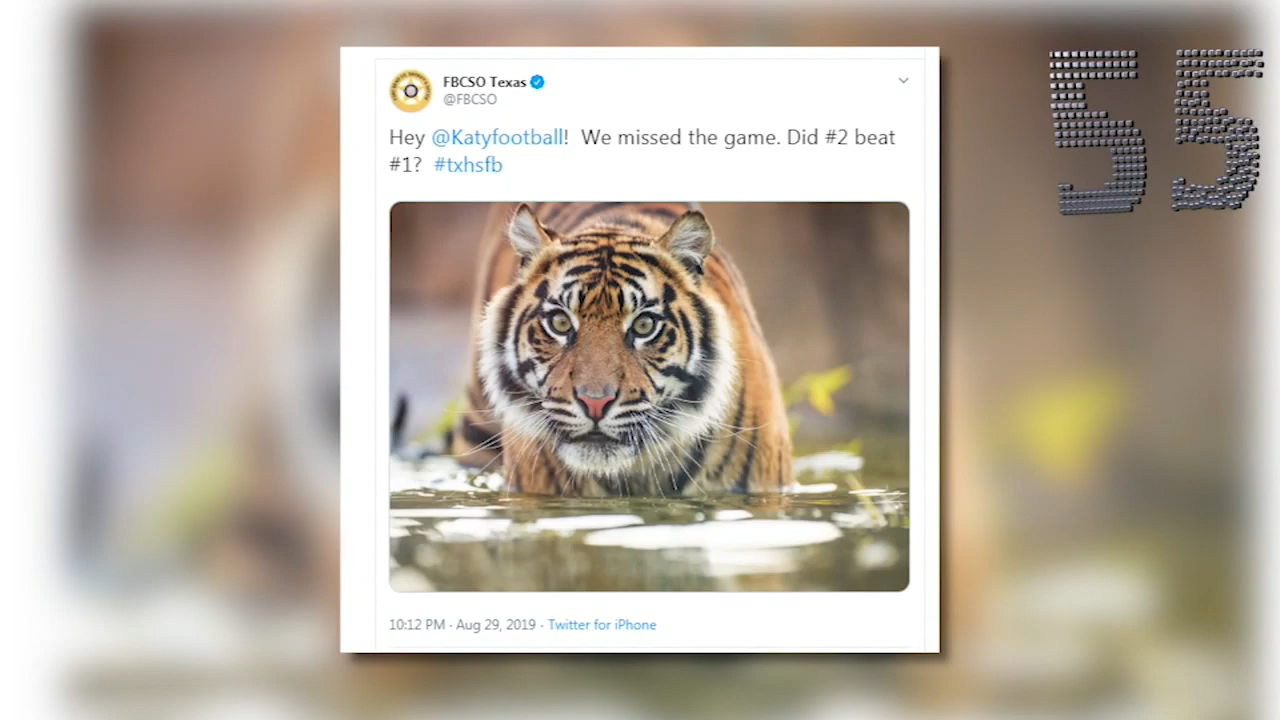 55
FBCSO Texas
@FBCSO
Hey @Katyfootball!  We missed the game. Did #2 beat
#1?  #txhsfb
10:12 PM · Aug 29, 2019 · Twitter for iPhone